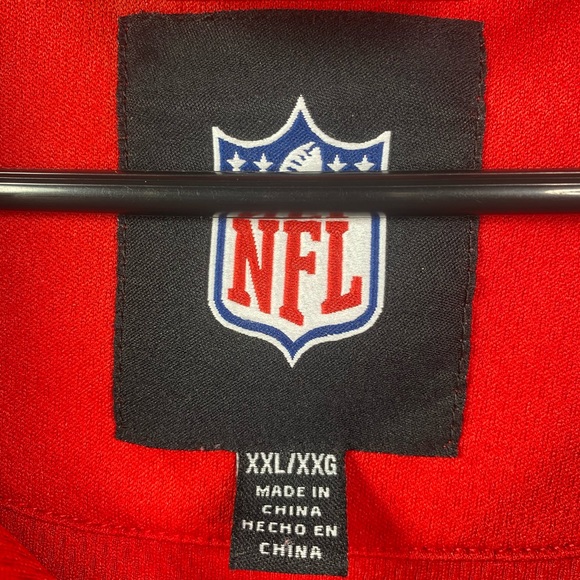 NFL
XXL/XXG
MADE IN
CHINA
HECHO EN
CHINA